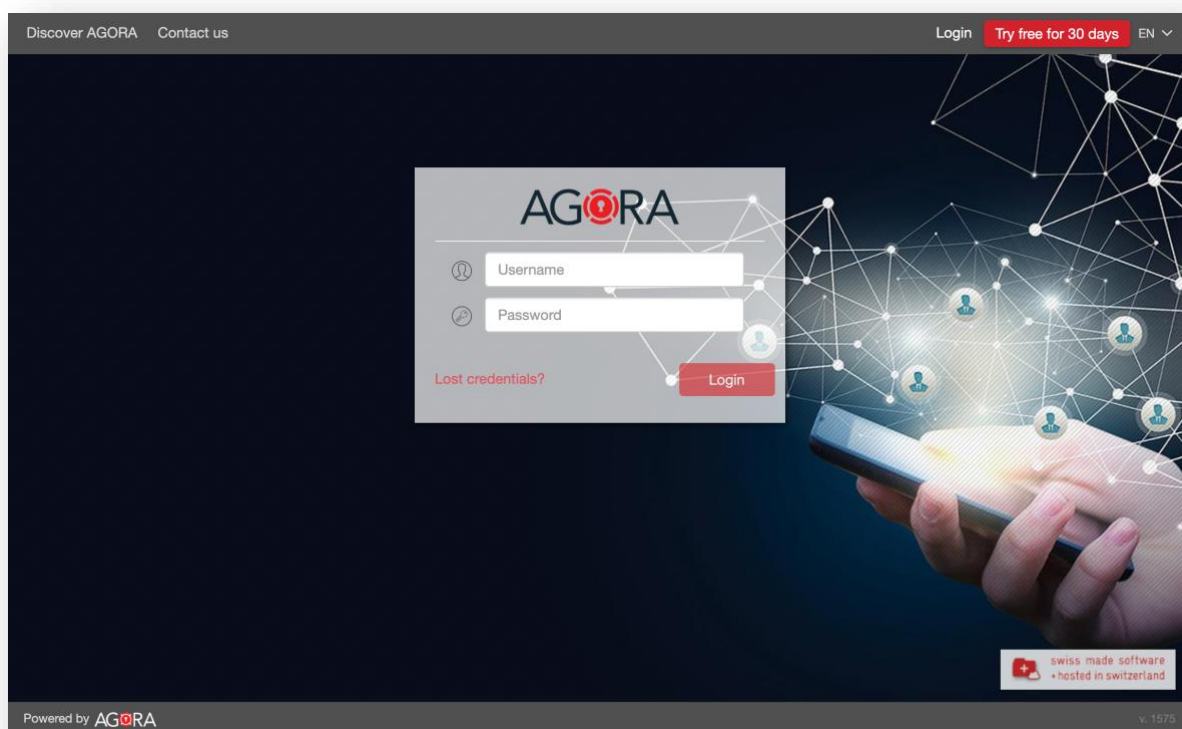 Discover AGORA Contact us Login Try free for 30 days EN
AGORA
Username
Password
Lost credentials? Login
swiss made software
+ hosted in switzerland
Powered by AGORA v. 1575